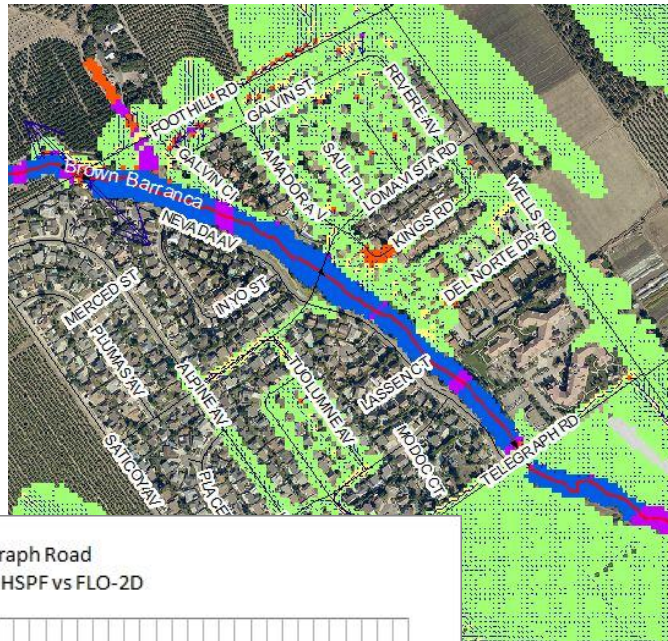 FOOTHILL RD
GALVIN ST
REVERE AV
GALVIN CI
AMADOR AV
SAUL PL
LOMA VISTA RD
WELLS RD
Brown Barranca
NEVADA AV
KINGS RD
DEL NORTE DR
MERCED ST
INYO ST
PLUMAS AV
ALPINE AV
TUOLUMNE AV
LASSEN CT
SATICOY AV
MODOC CT
TELEGRAPH RD
PLACE
raph Road
HSPF vs FLO-2D